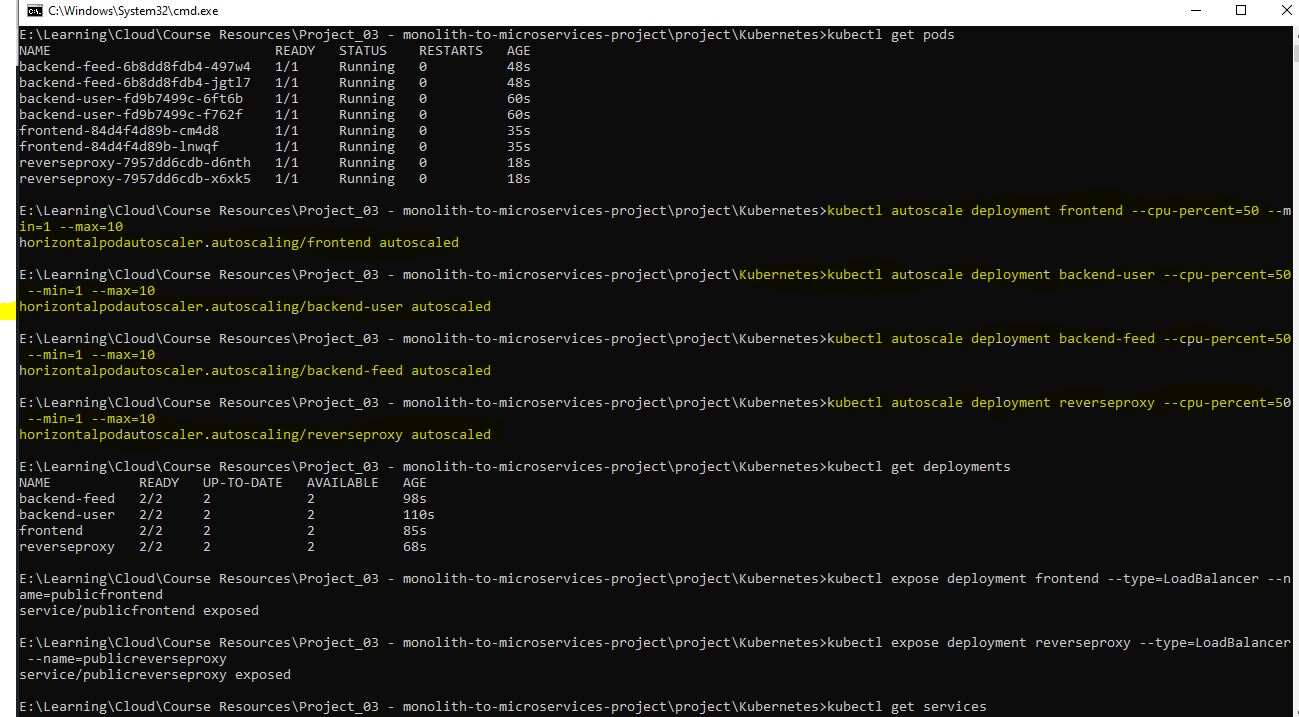 C:\Windows\System32\cmd.exe
E:\Learning\Cloud\Course Resources\Project_03 - monolith-to-microservices-project\project\Kubernetes>kubectl get pods
NAME READY STATUS RESTARTS AGE
backend-feed-6b8dd8fdb4-497w4 1/1 Running 0 48s
backend-feed-6b8dd8fdb4-jgtl7 1/1 Running 0 48s
backend-user-fd9b7499c-6ft6b 1/1 Running 0 60s
backend-user-fd9b7499c-f762f 1/1 Running 0 60s
frontend-84d4f4d89b-cm4d8 1/1 Running 0 35s
frontend-84d4f4d89b-lnwqf 1/1 Running 0 35s
reverseproxy-7957dd6cdb-d6nth 1/1 Running 0 18s
reverseproxy-7957dd6cdb-x6xk5 1/1 Running 0 18s
E:\Learning\Cloud\Course Resources\Project_03 - monolith-to-microservices-project\project\Kubernetes>kubectl autoscale deployment frontend --cpu-percent=50 --m
in=1 --max=10
horizontalpodautoscaler.autoscaling/frontend autoscaled
E:\Learning\Cloud\Course Resources\Project_03 - monolith-to-microservices-project\project\Kubernetes>kubectl autoscale deployment backend-user --cpu-percent=50
--min=1 --max=10
horizontalpodautoscaler.autoscaling/backend-user autoscaled
E:\Learning\Cloud\Course Resources\Project_03 - monolith-to-microservices-project\project\Kubernetes>kubectl autoscale deployment backend-feed --cpu-percent=50
--min=1 --max=10
horizontalpodautoscaler.autoscaling/backend-feed autoscaled
E:\Learning\Cloud\Course Resources\Project_03 - monolith-to-microservices-project\project\Kubernetes>kubectl autoscale deployment reverseproxy --cpu-percent=50
--min=1 --max=10
horizontalpodautoscaler.autoscaling/reverseproxy autoscaled
E:\Learning\Cloud\Course Resources\Project_03 - monolith-to-microservices-project\project\Kubernetes>kubectl get deployments
NAME READY UP-TO-DATE AVAILABLE AGE
backend-feed 2/2 2 2 98s
backend-user 2/2 2 2 110s
frontend 2/2 2 2 85s
reverseproxy 2/2 2 2 68s
E:\Learning\Cloud\Course Resources\Project_03 - monolith-to-microservices-project\project\Kubernetes>kubectl expose deployment frontend --type=LoadBalancer --n
ame=publicfrontend
service/publicfrontend exposed
E:\Learning\Cloud\Course Resources\Project_03 - monolith-to-microservices-project\project\Kubernetes>kubectl expose deployment reverseproxy --type=LoadBalancer
--name=publicreverseproxy
service/publicreverseproxy exposed
E:\Learning\Cloud\Course Resources\Project_03 - monolith-to-microservices-project\project\Kubernetes>kubectl get services